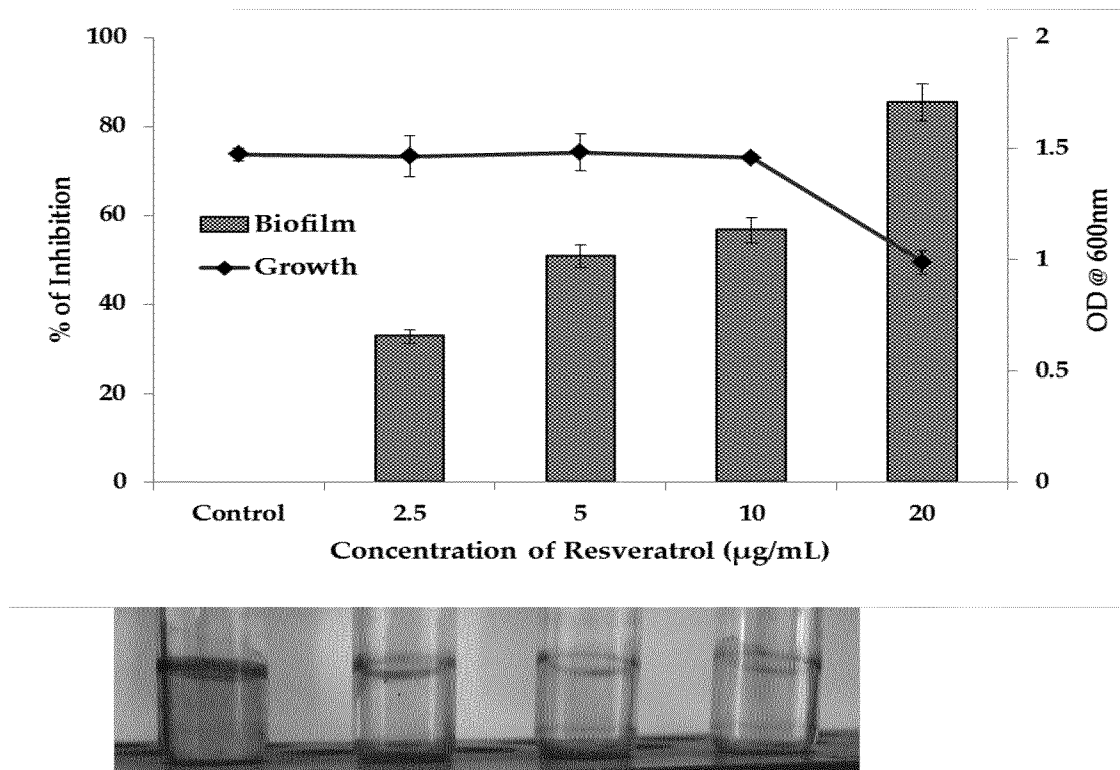 100
80
60
40
20
0
% of Inhibition
Biofilm
Growth
2
1.5
1
0.5
0
OD @ 600nm
Control 2.5 5 10 20
Concentration of Resveratrol (µg/mL)